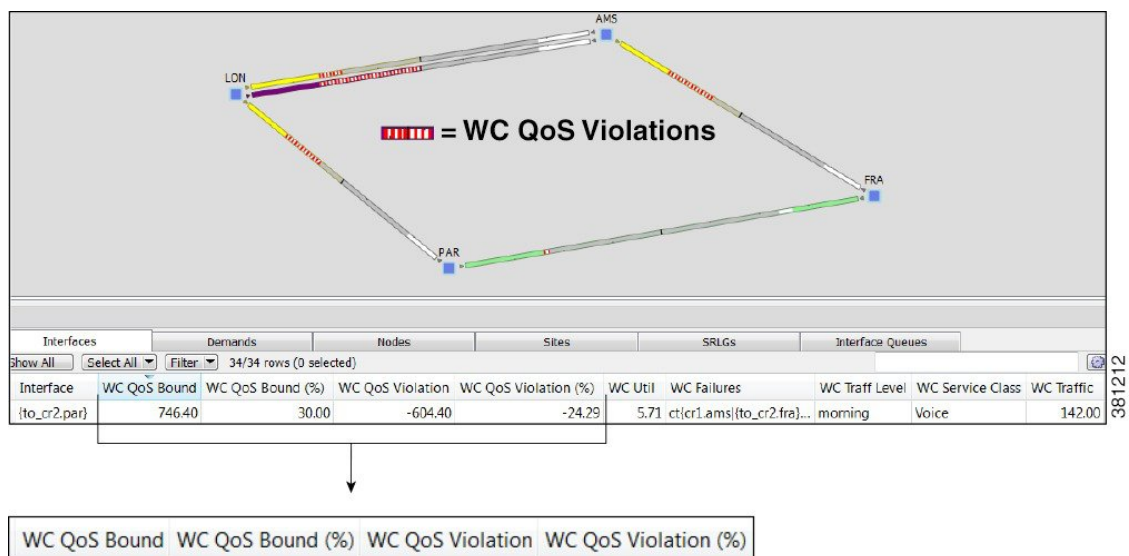 AMS
LON
= WC QoS Violations
FRA
PAR
Interfaces Demands Nodes Sites SRLGs Interface Queues
Show All Select All Filter 34/34 rows (0 selected)
Interface WC QoS Bound WC QoS Bound (%) WC QoS Violation WC QoS Violation (%) WC Util WC Failures WC Traff Level WC Service Class WC Traffic
{to_cr2.par} 746.40 30.00 -604.40 -24.29 5.71 ct{cr1.ams|{to_cr2.fra}... morning Voice 142.00
381212
WC QoS Bound WC QoS Bound (%) WC QoS Violation WC QoS Violation (%)